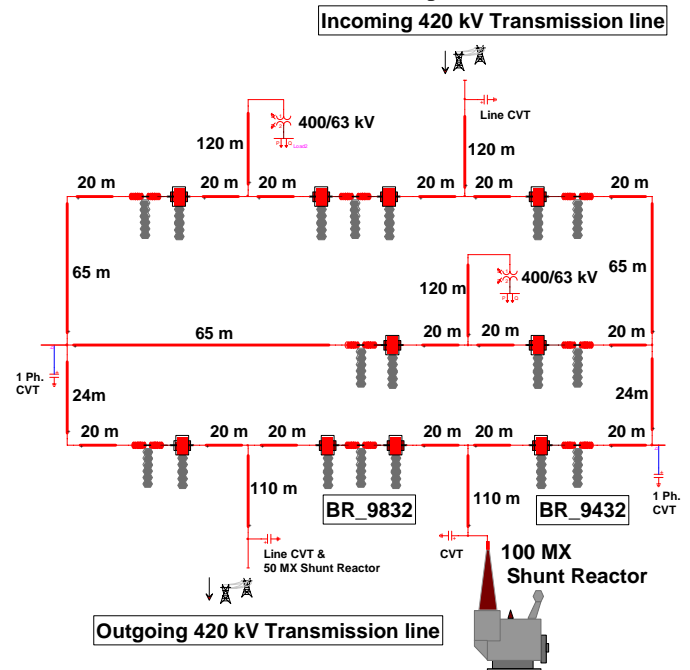 Incoming 420 kV Transmission line
400/63 kV
Line CVT
120 m
120 m
20 m
20 m
20 m
20 m
20 m
20 m
65 m
65 m
400/63 kV
120 m
65 m
20 m
20 m
20 m
1 Ph.
CVT
24m
24m
20 m
20 m
20 m
20 m
20 m
20 m
110 m
BR_9832
110 m
BR_9432
1 Ph.
CVT
Line CVT &
50 MX Shunt Reactor
CVT
100 MX
Shunt Reactor
Outgoing 420 kV Transmission line